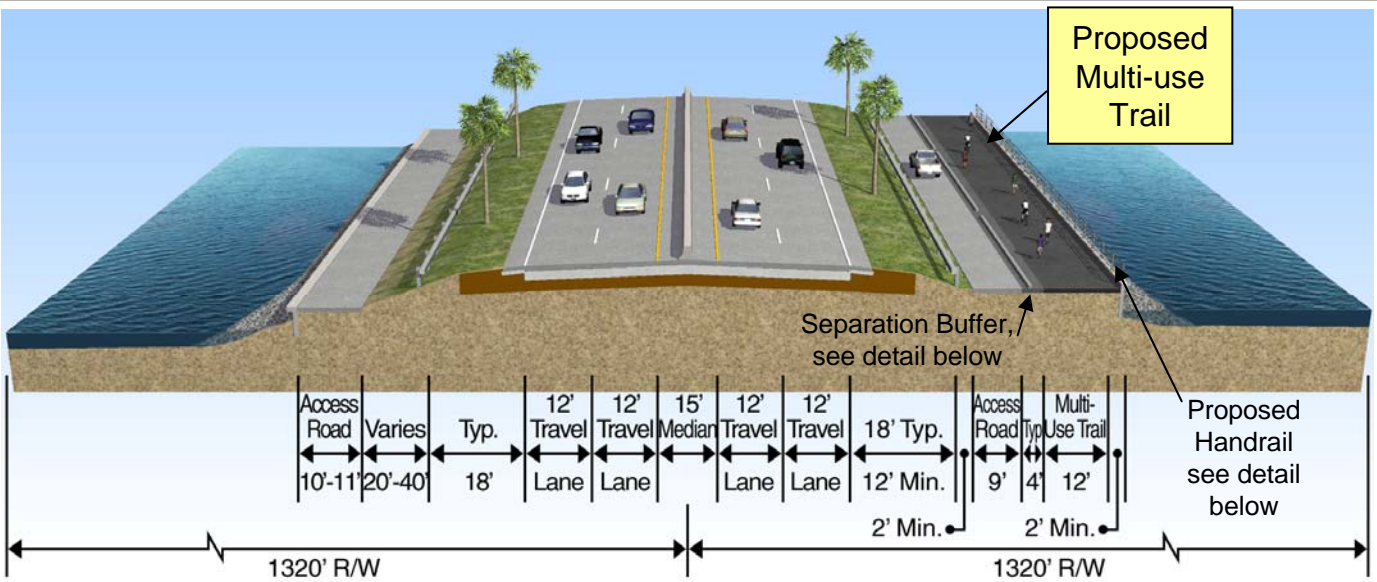 Proposed
Multi-use
Trail
Separation Buffer,
see detail below
Proposed
Handrail
see detail
below
Access
Road
10'-11'
Varies
20'-40'
Typ.
18'
12'
Travel
Lane
12'
Travel
Lane
15'
Median
12'
Travel
Lane
12'
Travel
Lane
18' Typ.
12' Min.
2' Min.
Access
Road
9'
Typ
4'
Multi-
Use Trail
12'
2' Min.
1320' R/W
1320' R/W